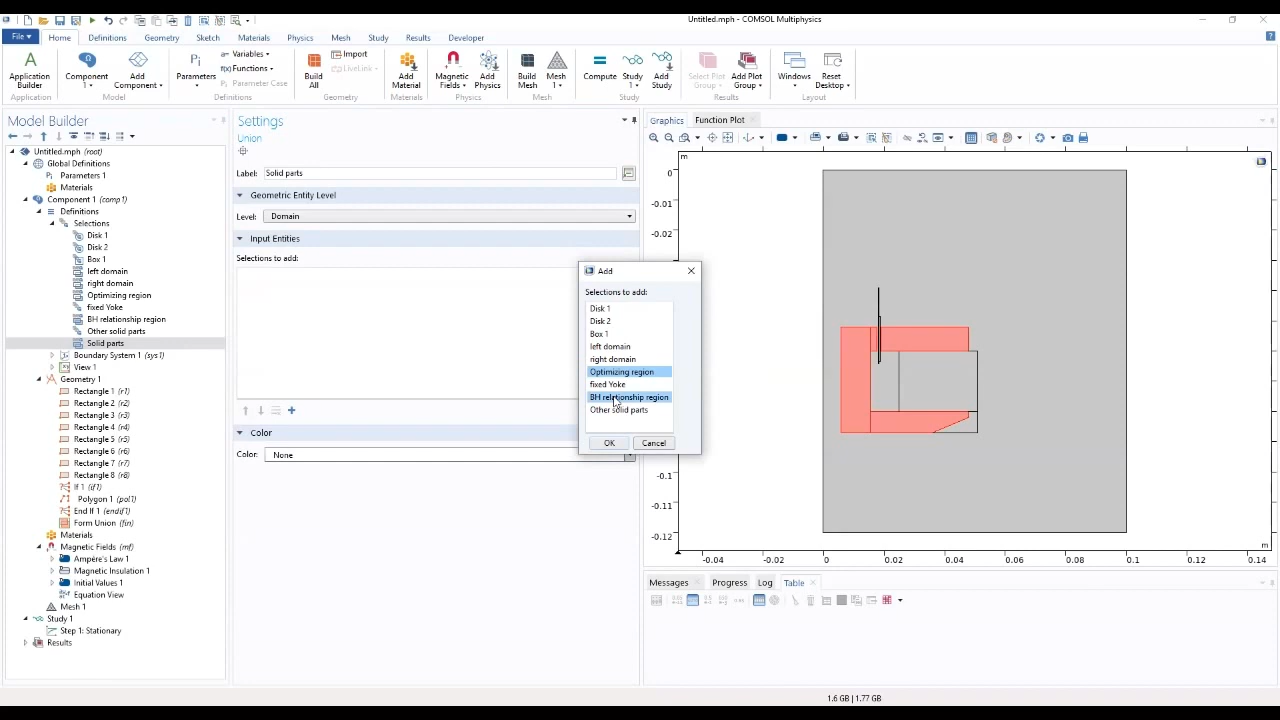 Untitled.mph - COMSOL Multiphysics
File
Home
Definitions
Geometry
Sketch
Materials
Physics
Mesh
Study
Results
Developer
Application Builder
Component 1
Add Component
Parameters
Variables
Functions
Parameter Case
Build All
Import
LiveLink
Add Material
Magnetic Fields
Add Physics
Build Mesh
Mesh 1
Compute
Study 1
Add Study
Select Plot Group
Add Plot Group
Windows
Reset Desktop
Application
Model
Definitions
Geometry
Materials
Physics
Mesh
Study
Results
Layout
Model Builder
Untitled.mph (root)
Global Definitions
Parameters 1
Materials
Component 1 (comp1)
Definitions
Selections
Disk 1
Disk 2
Box 1
left domain
right domain
Optimizing region
fixed Yoke
BH relationship region
Other solid parts
Solid parts
Boundary System 1 (sys1)
View 1
Geometry 1
Rectangle 1 (r1)
Rectangle 2 (r2)
Rectangle 3 (r3)
Rectangle 4 (r4)
Rectangle 5 (r5)
Rectangle 6 (r6)
Rectangle 7 (r7)
Rectangle 8 (r8)
If 1 (if1)
Polygon 1 (pol1)
End If 1 (endif1)
Form Union (fin)
Materials
Magnetic Fields (mf)
Ampère's Law 1
Magnetic Insulation 1
Initial Values 1
Equation View
Mesh 1
Study 1
Step 1: Stationary
Results
Settings
Union
Label: Solid parts
Geometric Entity Level
Level: Domain
Input Entities
Selections to add:
Color
Color: None
Add
Selections to add:
Disk 1
Disk 2
Box 1
left domain
right domain
Optimizing region
fixed Yoke
BH relationship region
Other solid parts
OK
Cancel
Graphics
Function Plot
m
0
-0.01
-0.02
-0.1
-0.11
-0.12
-0.04
-0.02
0
0.02
0.04
0.06
0.08
0.1
0.12
0.14
m
Messages
Progress
Log
Table
1.6 GB | 1.77 GB